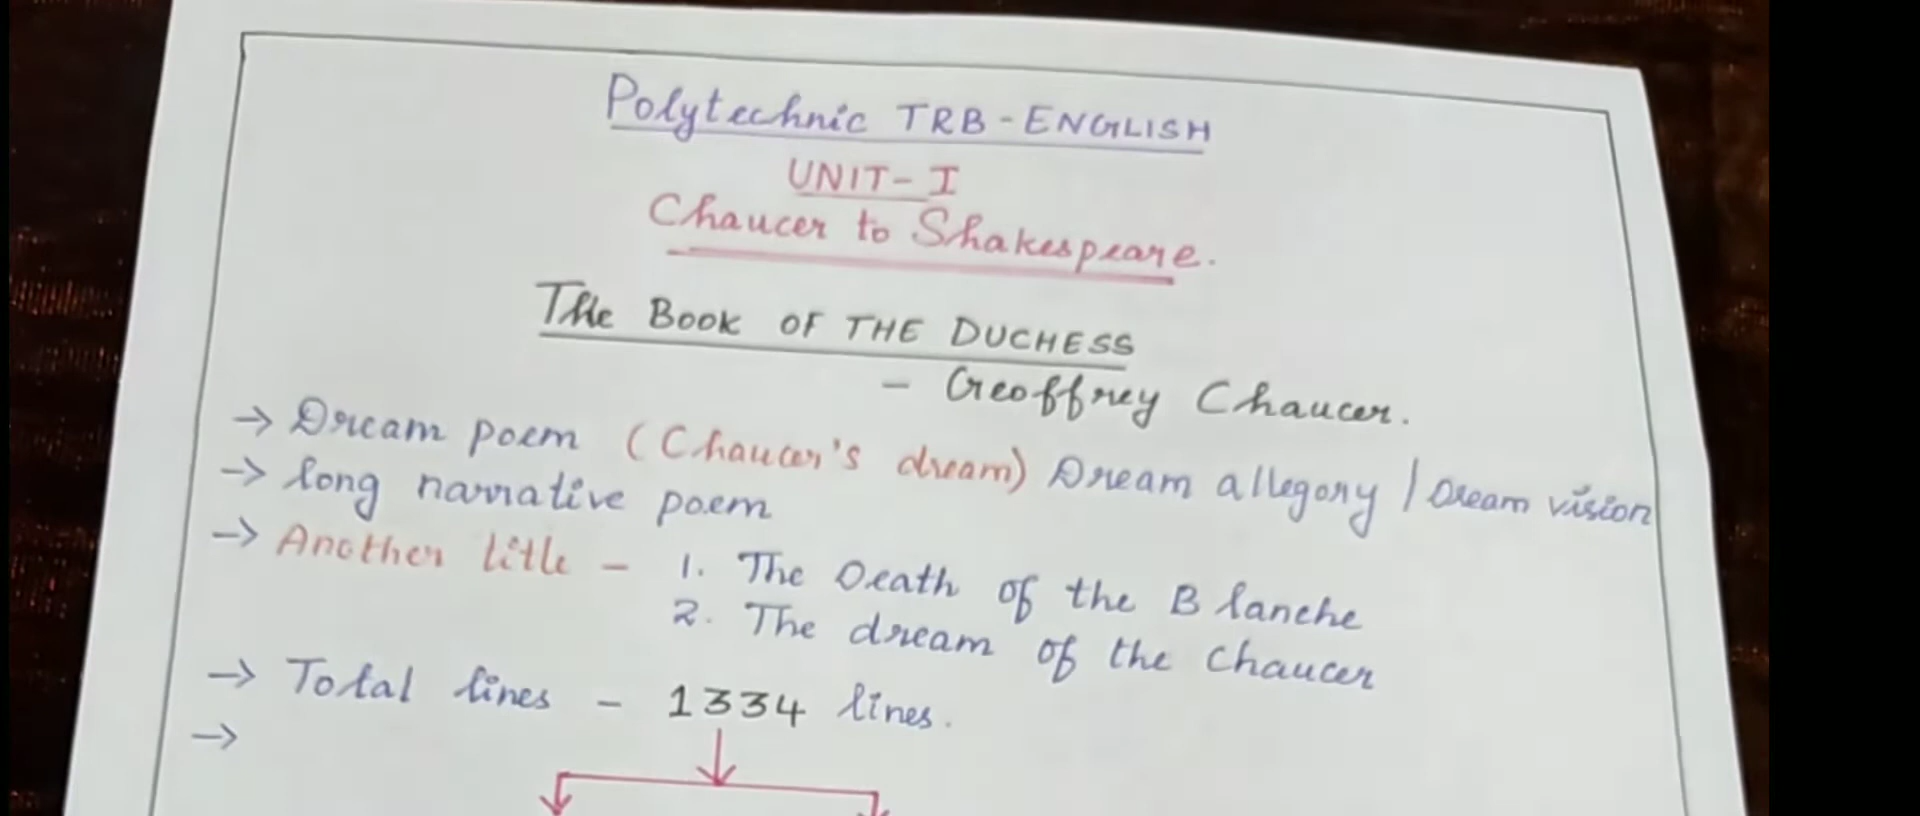 Polytechnic TRB - ENGLISH
UNIT - I
Chaucer to Shakespeare.
The BOOK OF THE DUCHESS
- Geoffrey Chaucer.
→ Dream poem (Chaucer's dream) Dream allegory / Dream vision
→ long narrative poem
→ Another title - 1. The Death of the Blanche
2. The dream of the Chaucer
→ Total lines - 1334 lines.
→